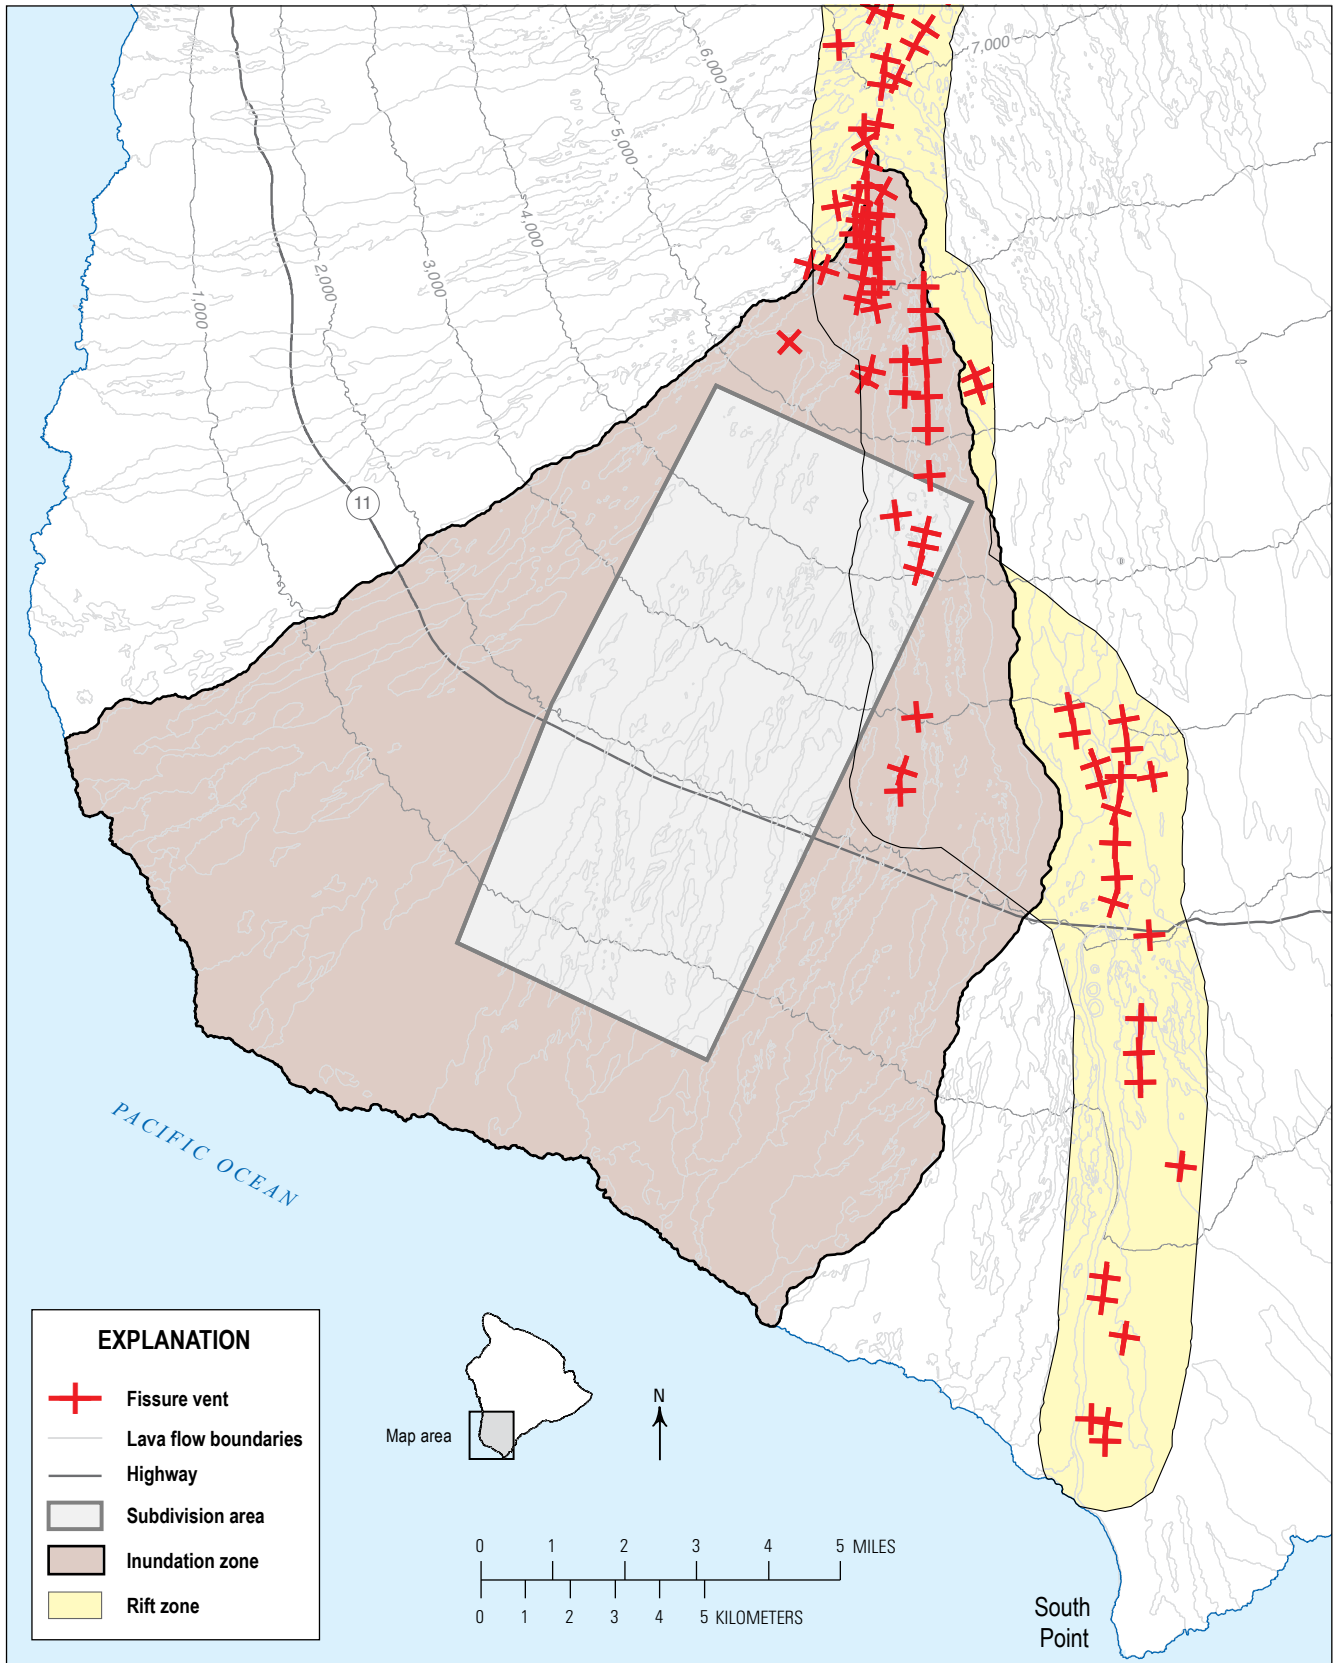 7,000
6,000
5,000
4,000
3,000
2,000
1,000
11
PACIFIC OCEAN
EXPLANATION
Fissure vent
Lava flow boundaries
Highway
Subdivision area
Inundation zone
Rift zone
Map area
N
0 1 2 3 4 5 MILES
0 1 2 3 4 5 KILOMETERS
South
Point